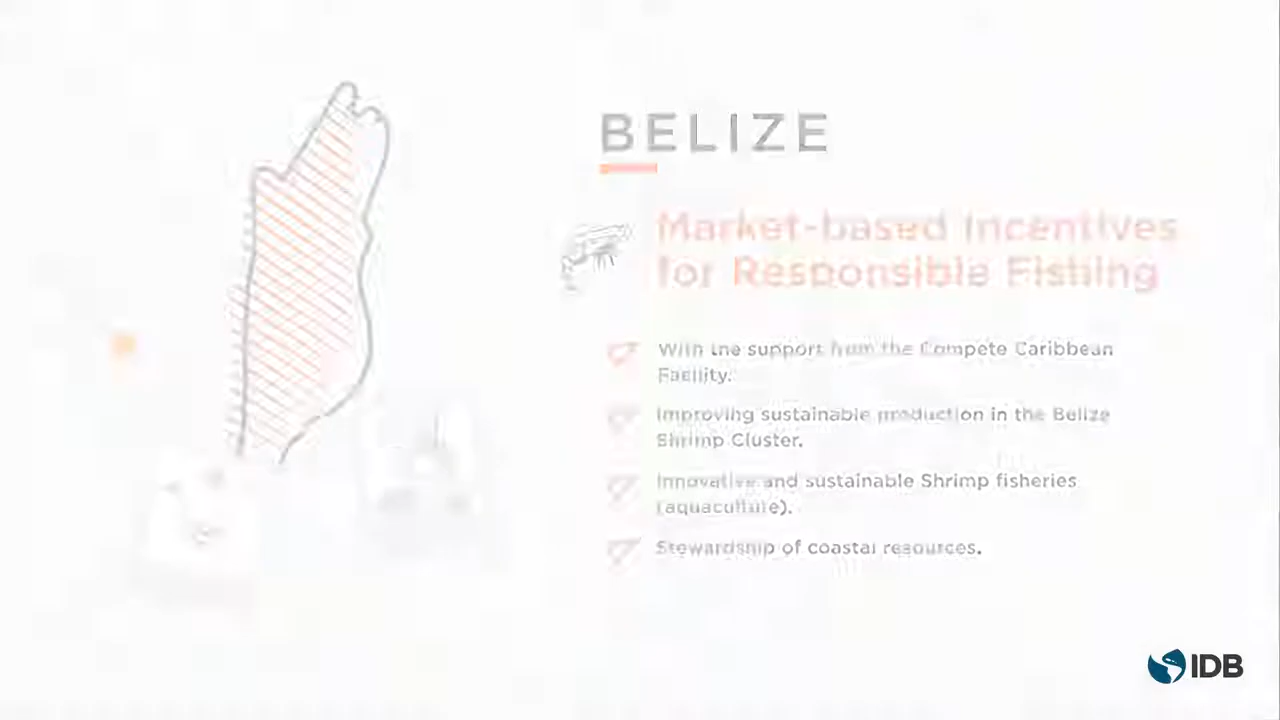 BELIZE
Market-based Incentives
for Responsible Fishing
With the support from the Compete Caribbean
Facility.
Improving sustainable production in the Belize
Shrimp Cluster.
Innovative and sustainable Shrimp fisheries
(aquaculture).
Stewardship of coastal resources.
IDB